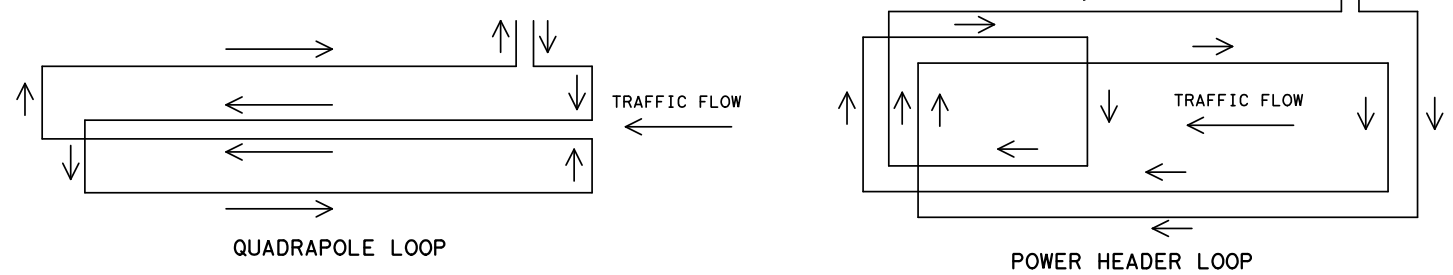 TRAFFIC FLOW
QUADRAPOLE LOOP
TRAFFIC FLOW
POWER HEADER LOOP